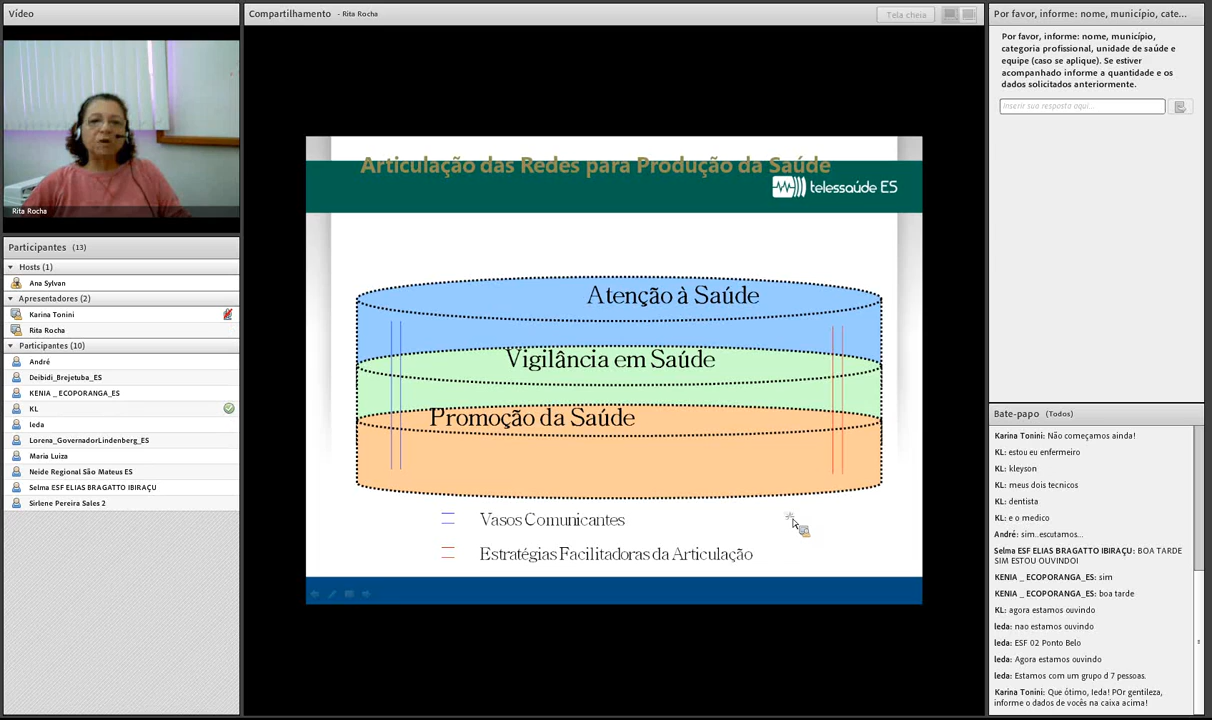 Vídeo
Rita Rocha
Participantes (13)
Hosts (1)
Ana Sylvan
Apresentadores (2)
Karina Tonini
Rita Rocha
Participantes (10)
André
Deibidi_Brejetuba_ES
KENIA _ ECOPORANGA_ES
KL
Ieda
Lorena_GovernadorLindenberg_ES
Maria Luiza
Neide Regional São Mateus ES
Selma ESF ELIAS BRAGATTO IBIRAÇU
Sirlene Pereira Sales 2
Compartilhamento - Rita Rocha
Tela cheia
Articulação das Redes para Produção da Saúde
telessaúde ES
Atenção à Saúde
Vigilância em Saúde
Promoção da Saúde
Vasos Comunicantes
Estratégias Facilitadoras da Articulação
Por favor, informe: nome, município, cate...
Por favor, informe: nome, município,
categoria profissional, unidade de saúde e
equipe (caso se aplique). Se estiver
acompanhado informe a quantidade e os
dados solicitados anteriormente.
Inserir sua resposta aqui...
Bate-papo (Todos)
Karina Tonini: Não começamos ainda!
KL: estou eu enfermeiro
KL: kleyson
KL: meus dois tecnicos
KL: dentista
KL: e o medico
André: sim..escutamos...
Selma ESF ELIAS BRAGATTO IBIRAÇU: BOA TARDE
SIM ESTOU OUVINDOI
KENIA _ ECOPORANGA_ES: sim
KENIA _ ECOPORANGA_ES: boa tarde
KL: agora estamos ouvindo
Ieda: nao estamos ouvindo
Ieda: ESF 02 Ponto Belo
Ieda: Agora estamos ouvindo
Ieda: Estamos com um grupo d 7 pessoas.
Karina Tonini: Que ótimo, Ieda! POr gentileza,
informe o dados de vocês na caixa acima!